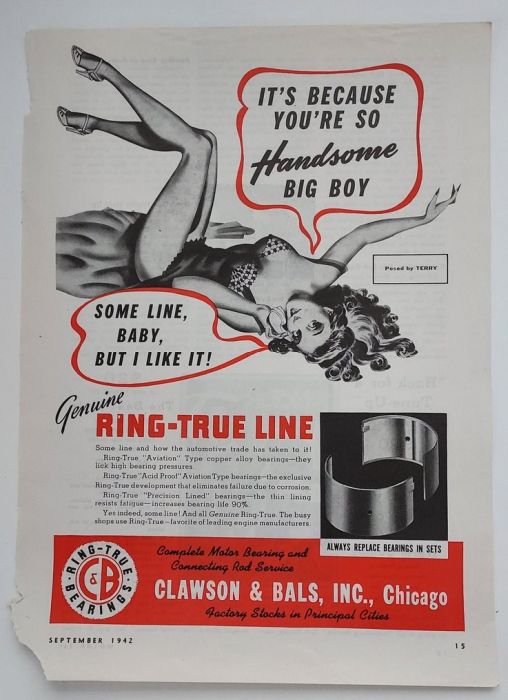 IT'S BECAUSE
YOU'RE SO
Handsome
BIG BOY
Posed by TERRY
SOME LINE,
BABY,
BUT I LIKE IT!
Genuine
RING-TRUE LINE
Some line and how the automotive trade has taken to it!
Ring-True "Aviation" Type copper alloy bearings—they
lick high bearing pressures.
Ring-True "Acid Proof" Aviation Type bearings—the exclusive
Ring-True development that eliminates failure due to corrosion.
Ring-True "Precision Lined" bearings—the thin lining
resists fatigue—increases bearing life 90%.
Yes indeed, some line! And all Genuine Ring-True. The busy
shops use Ring-True—favorite of leading engine manufacturers.
ALWAYS REPLACE BEARINGS IN SETS
RING-TRUE
C&B
BEARINGS
Complete Motor Bearing and
Connecting Rod Service
CLAWSON & BALS, INC., Chicago
Factory Stocks in Principal Cities
SEPTEMBER 1942
15